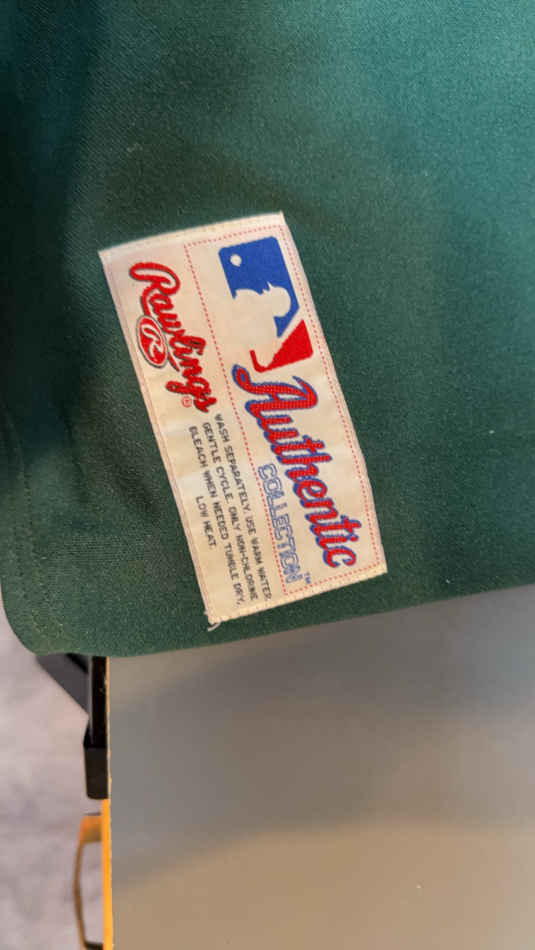 Authentic
COLLECTION™
Rawlings®
R
WASH SEPARATELY. USE WARM WATER.
GENTLE CYCLE. ONLY NON-CHLORINE
BLEACH WHEN NEEDED TUMBLE DRY,
LOW HEAT.